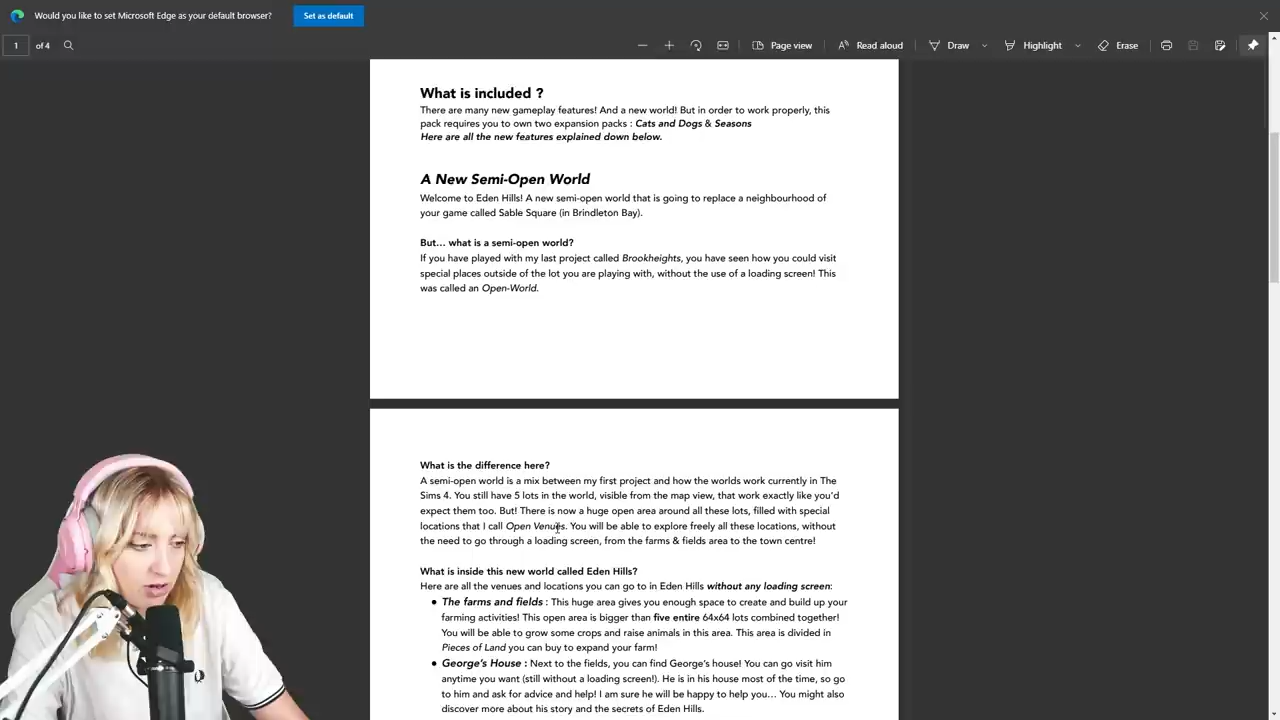 Would you like to set Microsoft Edge as your default browser? Set as default
1 of 4 Page view Read aloud Draw Highlight Erase
What is included ?
There are many new gameplay features! And a new world! But in order to work properly, this
pack requires you to own two expansion packs : Cats and Dogs & Seasons
Here are all the new features explained down below.
A New Semi-Open World
Welcome to Eden Hills! A new semi-open world that is going to replace a neighbourhood of
your game called Sable Square (in Brindleton Bay).
But... what is a semi-open world?
If you have played with my last project called Brookheights, you have seen how you could visit
special places outside of the lot you are playing with, without the use of a loading screen! This
was called an Open-World.
What is the difference here?
A semi-open world is a mix between my first project and how the worlds work currently in The
Sims 4. You still have 5 lots in the world, visible from the map view, that work exactly like you'd
expect them too. But! There is now a huge open area around all these lots, filled with special
locations that I call Open Venues. You will be able to explore freely all these locations, without
the need to go through a loading screen, from the farms & fields area to the town centre!
What is inside this new world called Eden Hills?
Here are all the venues and locations you can go to in Eden Hills without any loading screen:
• The farms and fields : This huge area gives you enough space to create and build up your
farming activities! This open area is bigger than five entire 64x64 lots combined together!
You will be able to grow some crops and raise animals in this area. This area is divided in
Pieces of Land you can buy to expand your farm!
• George's House : Next to the fields, you can find George's house! You can go visit him
anytime you want (still without a loading screen!). He is in his house most of the time, so go
to him and ask for advice and help! I am sure he will be happy to help you... You might also
discover more about his story and the secrets of Eden Hills.